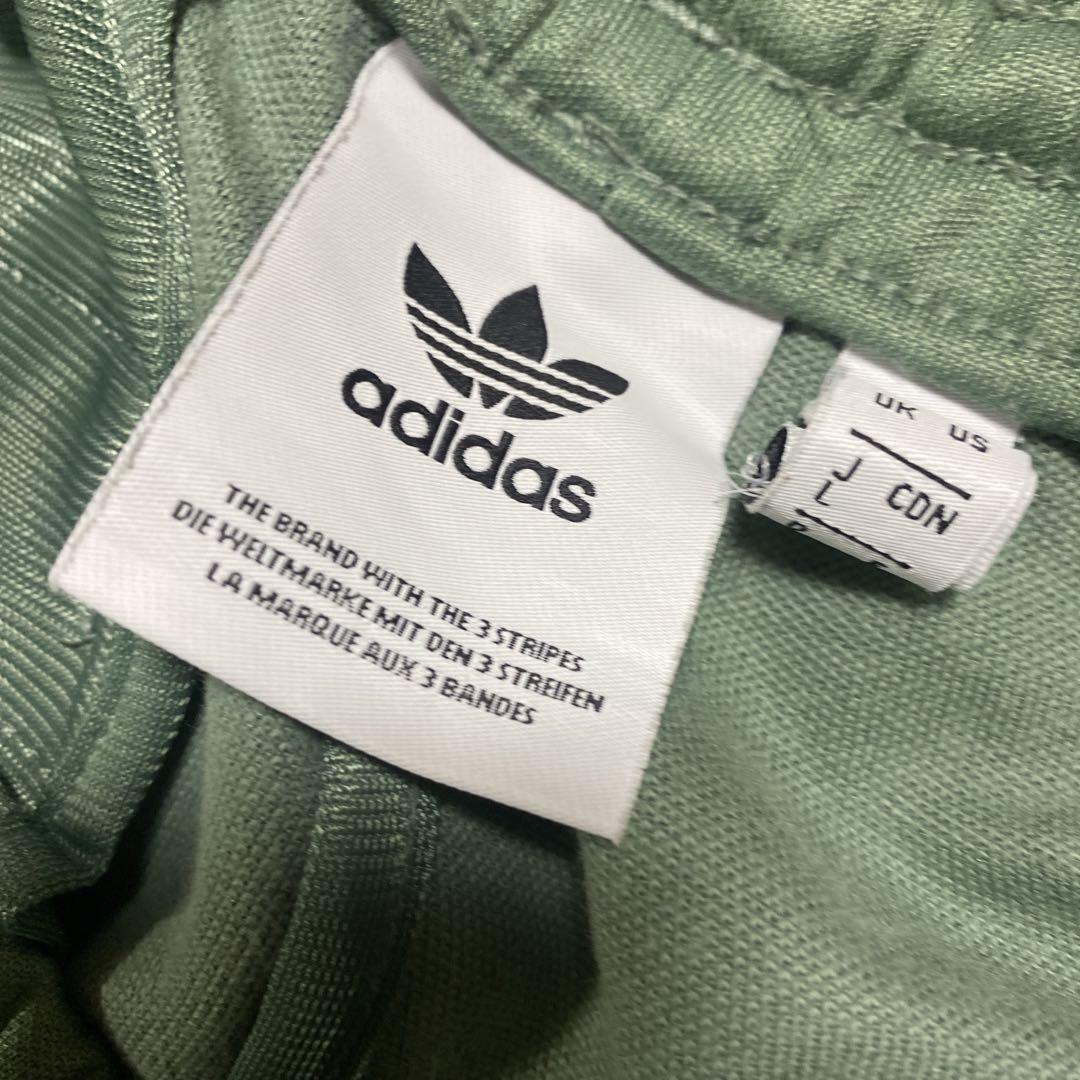 adidas
THE BRAND WITH THE 3 STRIPES
DIE WELTMARKE MIT DEN 3 STREIFEN
LA MARQUE AUX 3 BANDES
UK US
J CDN
L